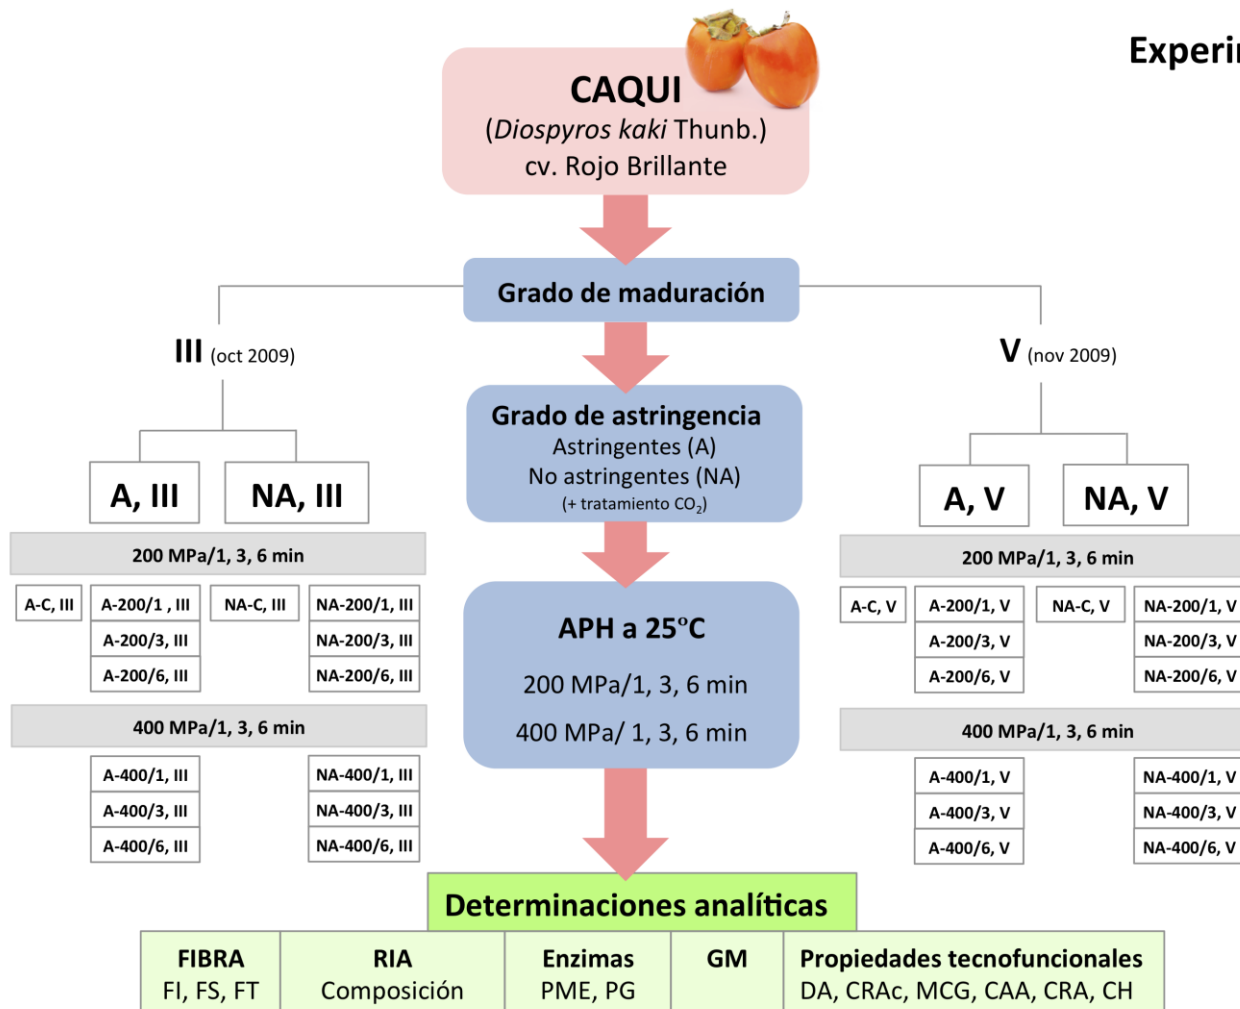 Experi
CAQUI
(Diospyros kaki Thunb.)
cv. Rojo Brillante
Grado de maduración
III (oct 2009)
V (nov 2009)
Grado de astringencia
Astringentes (A)
No astringentes (NA)
(+ tratamiento CO₂)
A, III
NA, III
A, V
NA, V
200 MPa/1, 3, 6 min
A-C, III
A-200/1 , III
NA-C, III
NA-200/1, III
A-200/3, III
NA-200/3, III
A-200/6, III
NA-200/6, III
400 MPa/1, 3, 6 min
A-400/1, III
NA-400/1, III
A-400/3, III
NA-400/3, III
A-400/6, III
NA-400/6, III
APH a 25°C
200 MPa/1, 3, 6 min
400 MPa/ 1, 3, 6 min
200 MPa/1, 3, 6 min
A-C, V
A-200/1, V
NA-C, V
NA-200/1, V
A-200/3, V
NA-200/3, V
A-200/6, V
NA-200/6, V
400 MPa/1, 3, 6 min
A-400/1, V
NA-400/1, V
A-400/3, V
NA-400/3, V
A-400/6, V
NA-400/6, V
Determinaciones analíticas
FIBRA
FI, FS, FT
RIA
Composición
Enzimas
PME, PG
GM
Propiedades tecnofuncionales
DA, CRAc, MCG, CAA, CRA, CH